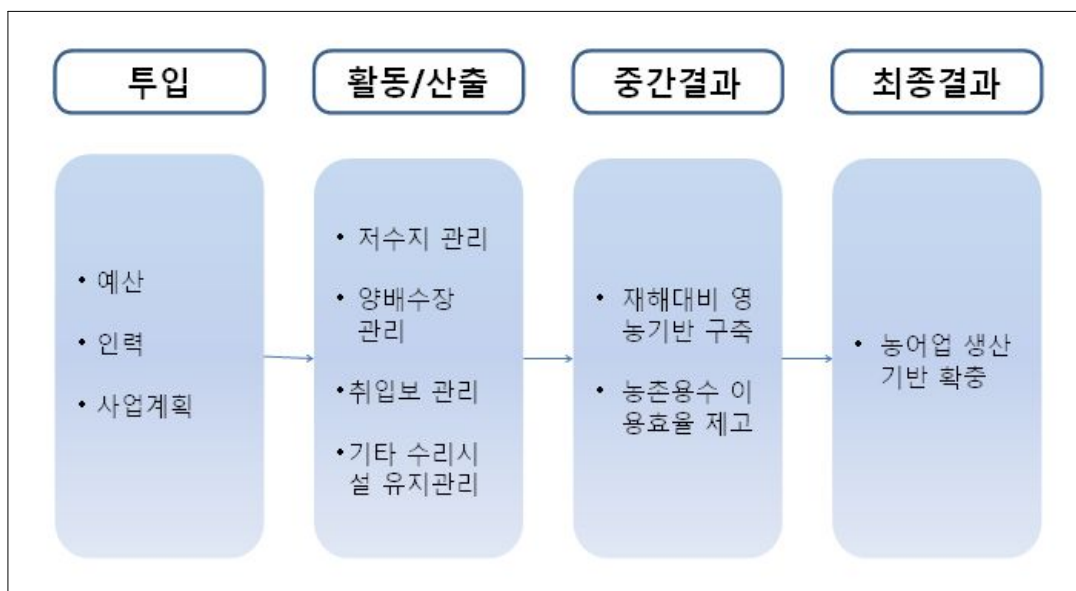 투입
활동/산출
중간결과
최종결과
• 예산
• 인력
• 사업계획
• 저수지 관리
• 양배수장
관리
• 취입보 관리
• 기타 수리시
설 유지관리
• 재해대비 영
농기반 구축
• 농촌용수 이
용효율 제고
• 농어업 생산
기반 확충